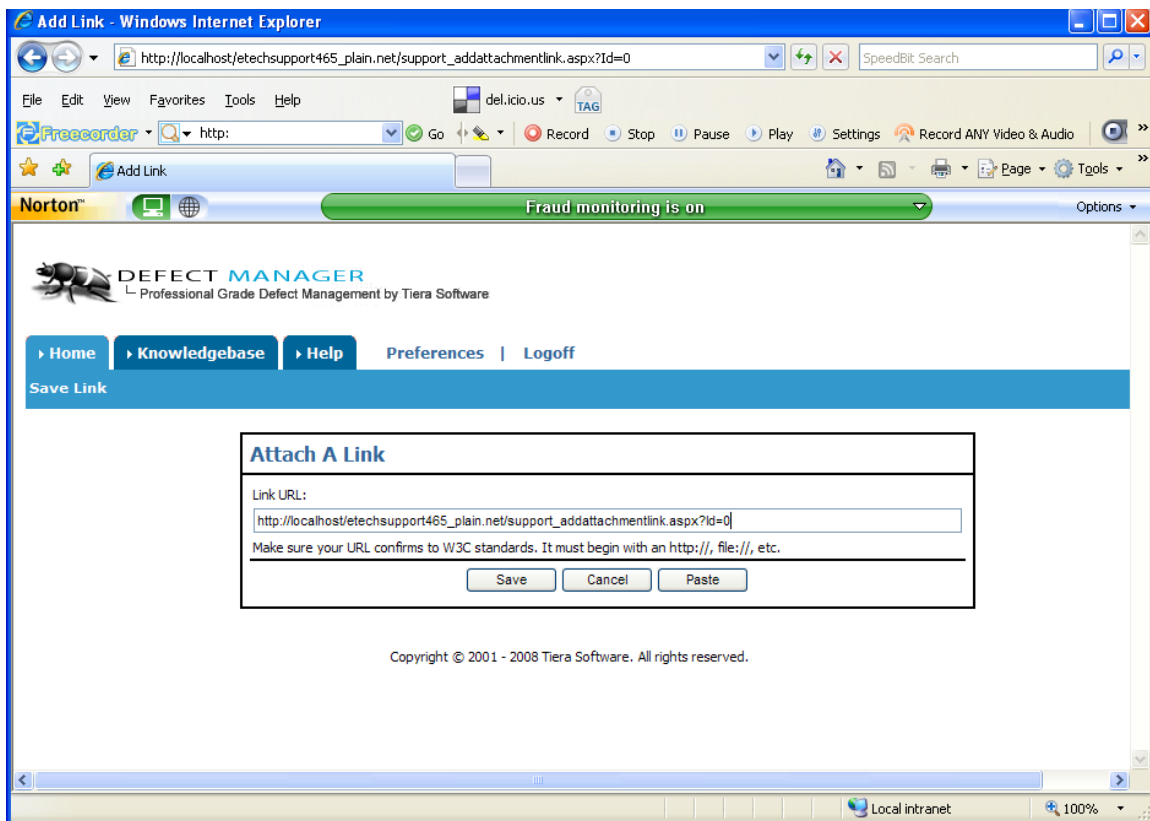 Add Link - Windows Internet Explorer
http://localhost/etechsupport465_plain.net/support_addattachmentlink.aspx?Id=0
SpeedBit Search
File Edit View Favorites Tools Help
del.icio.us
TAG
Freecorder
http:
Go
Record Stop Pause Play Settings Record ANY Video & Audio
Add Link
Page Tools
Norton™
Fraud monitoring is on
Options
DEFECT MANAGER
Professional Grade Defect Management by Tiera Software
Home Knowledgebase Help Preferences | Logoff
Save Link
Attach A Link
Link URL:
http://localhost/etechsupport465_plain.net/support_addattachmentlink.aspx?Id=0
Make sure your URL confirms to W3C standards. It must begin with an http://, file://, etc.
Save Cancel Paste
Copyright © 2001 - 2008 Tiera Software. All rights reserved.
Local intranet
100%